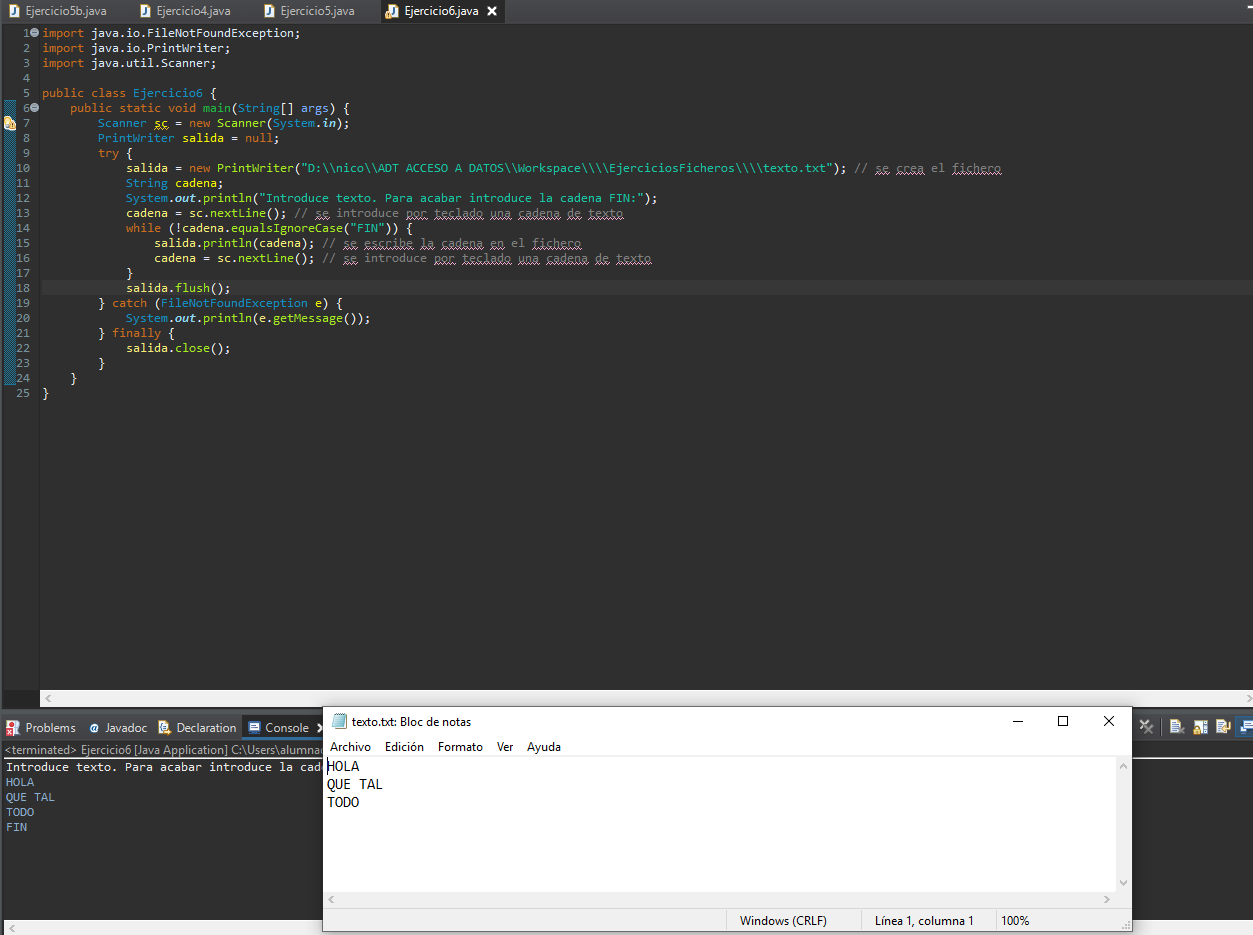 Ejercicio5b.java Ejercicio4.java Ejercicio5.java Ejercicio6.java
1 import java.io.FileNotFoundException;
2 import java.io.PrintWriter;
3 import java.util.Scanner;
4
5 public class Ejercicio6 {
6 public static void main(String[] args) {
7 Scanner sc = new Scanner(System.in);
8 PrintWriter salida = null;
9 try {
10 salida = new PrintWriter("D:\\nico\\ADT ACCESO A DATOS\\Workspace\\\\EjerciciosFicheros\\\\texto.txt"); // se crea el fichero
11 String cadena;
12 System.out.println("Introduce texto. Para acabar introduce la cadena FIN:");
13 cadena = sc.nextLine(); // se introduce por teclado una cadena de texto
14 while (!cadena.equalsIgnoreCase("FIN")) {
15 salida.println(cadena); // se escribe la cadena en el fichero
16 cadena = sc.nextLine(); // se introduce por teclado una cadena de texto
17 }
18 salida.flush();
19 } catch (FileNotFoundException e) {
20 System.out.println(e.getMessage());
21 } finally {
22 salida.close();
23 }
24 }
25 }
Problems Javadoc Declaration Console
<terminated> Ejercicio6 [Java Application] C:\Users\alumna
Introduce texto. Para acabar introduce la cad
HOLA
QUE TAL
TODO
FIN
texto.txt: Bloc de notas
Archivo Edición Formato Ver Ayuda
HOLA
QUE TAL
TODO
Windows (CRLF) Línea 1, columna 1 100%